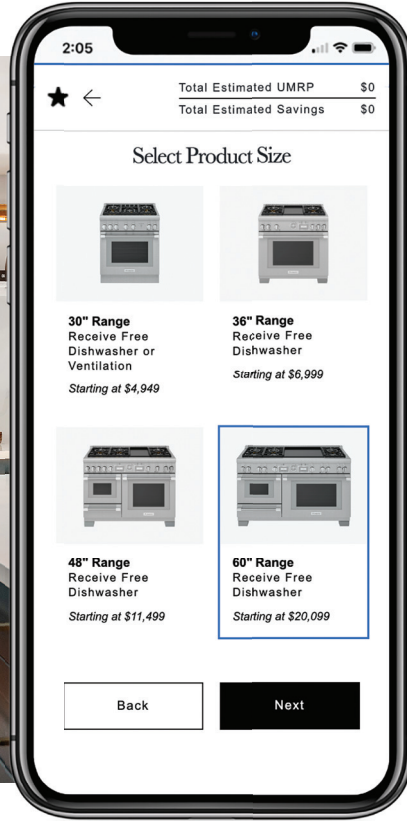 2:05
Total Estimated UMRP $0
Total Estimated Savings $0
Select Product Size
30" Range
Receive Free
Dishwasher or
Ventilation
Starting at $4,949
36" Range
Receive Free
Dishwasher
Starting at $6,999
48" Range
Receive Free
Dishwasher
Starting at $11,499
60" Range
Receive Free
Dishwasher
Starting at $20,099
Back
Next